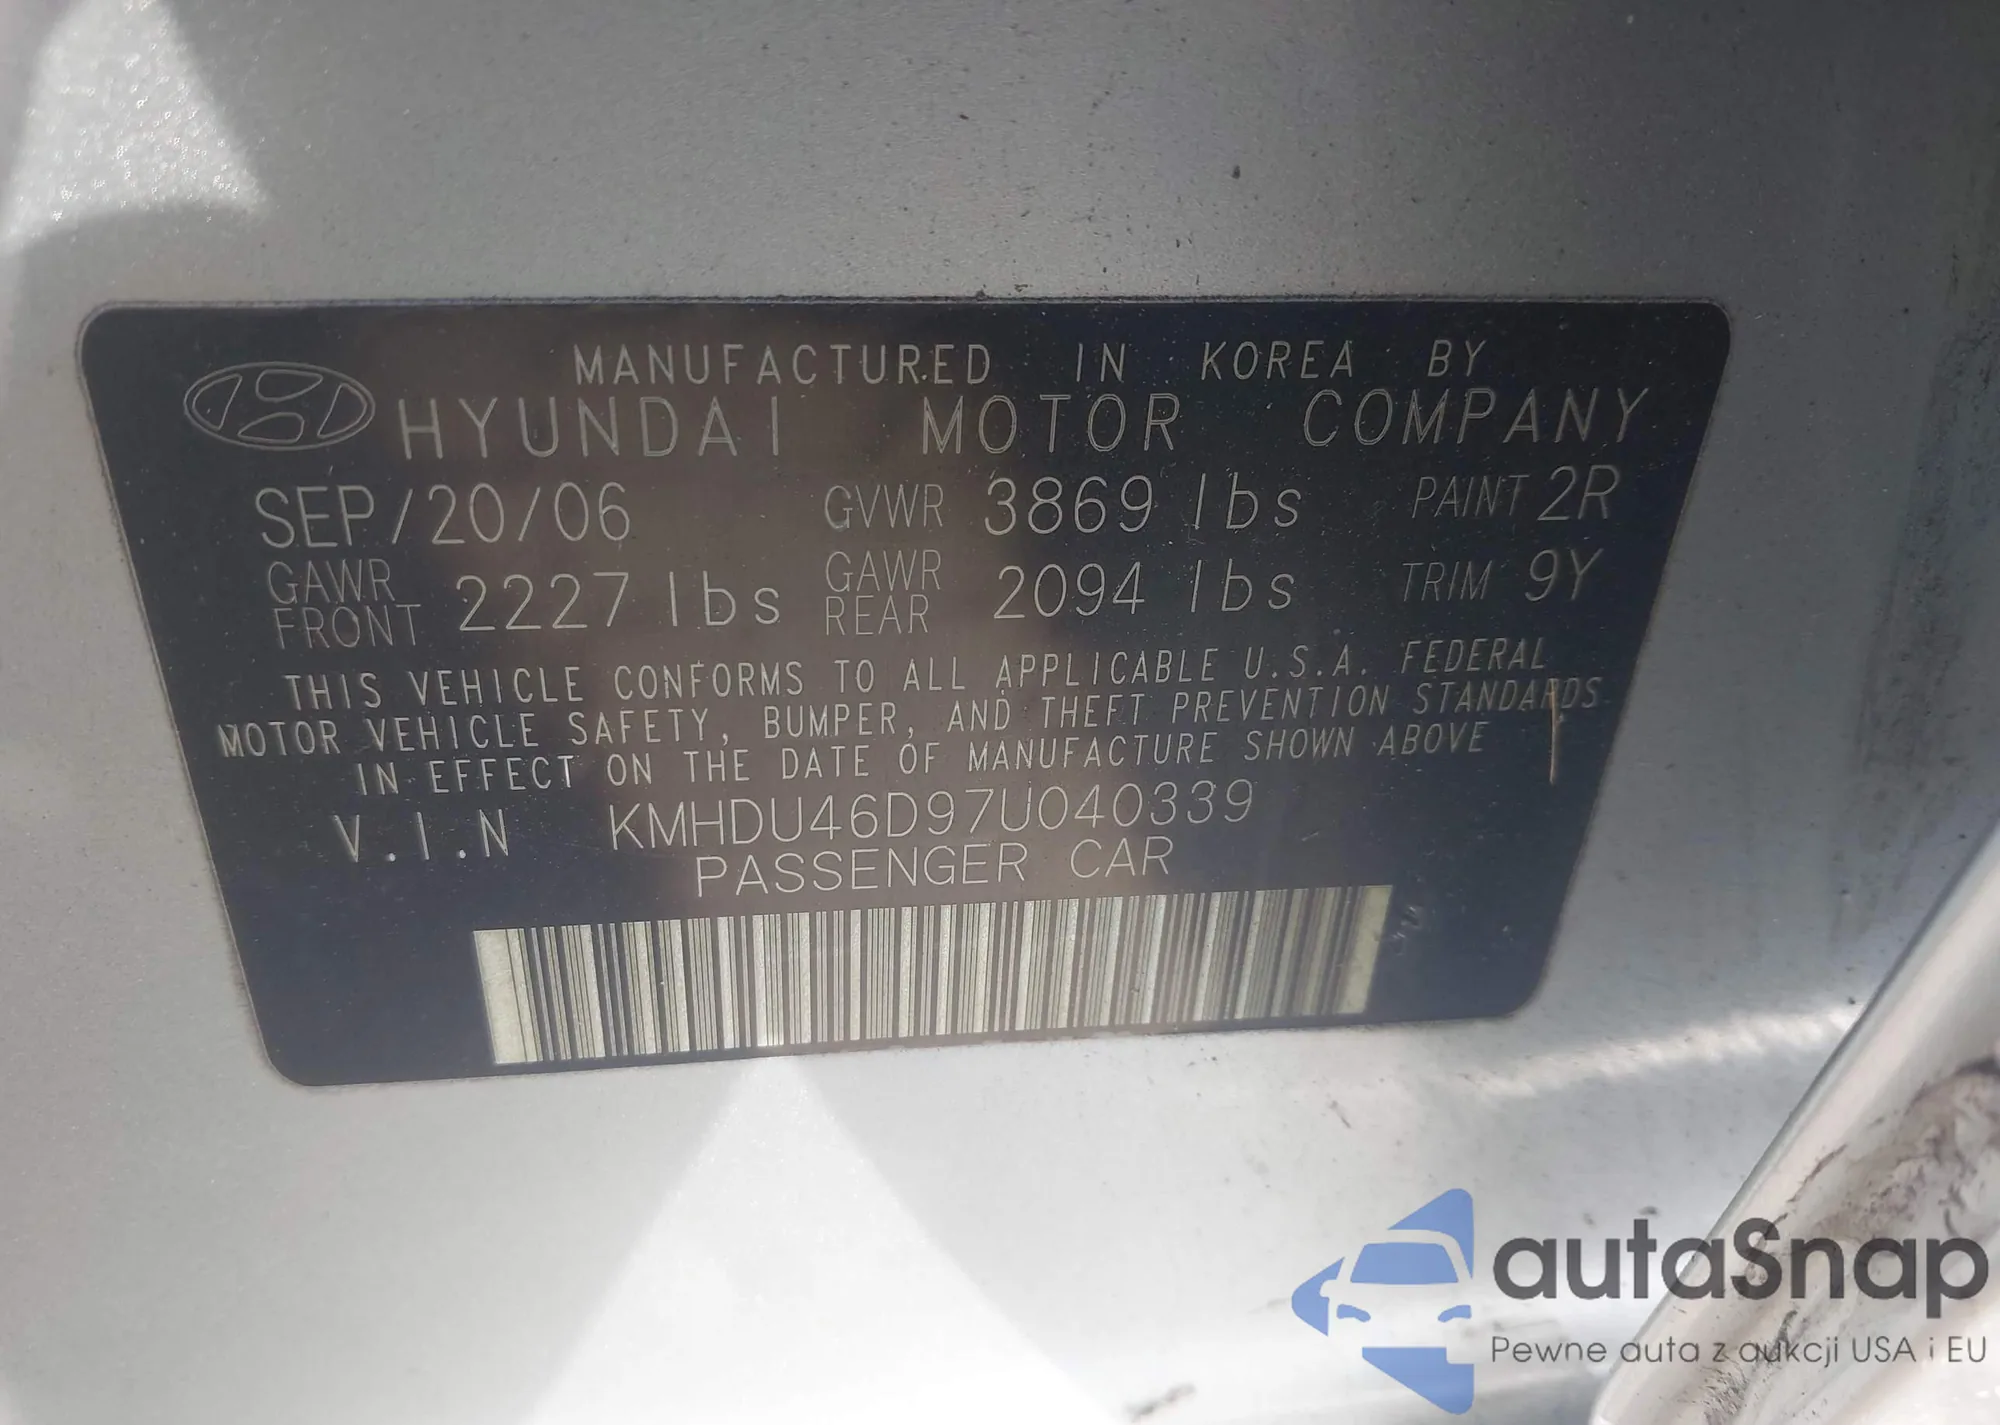 MANUFACTURED IN KOREA BY
HYUNDAI MOTOR COMPANY
SEP/20/06 GVWR 3869 lbs PAINT 2R
GAWR FRONT 2227 lbs GAWR REAR 2094 lbs TRIM 9Y
THIS VEHICLE CONFORMS TO ALL APPLICABLE U.S.A. FEDERAL
MOTOR VEHICLE SAFETY, BUMPER, AND THEFT PREVENTION STANDARDS
IN EFFECT ON THE DATE OF MANUFACTURE SHOWN ABOVE
V.I.N KMHDU46D97U040339
PASSENGER CAR
autaSnap
Pewne auta z aukcji USA i EU